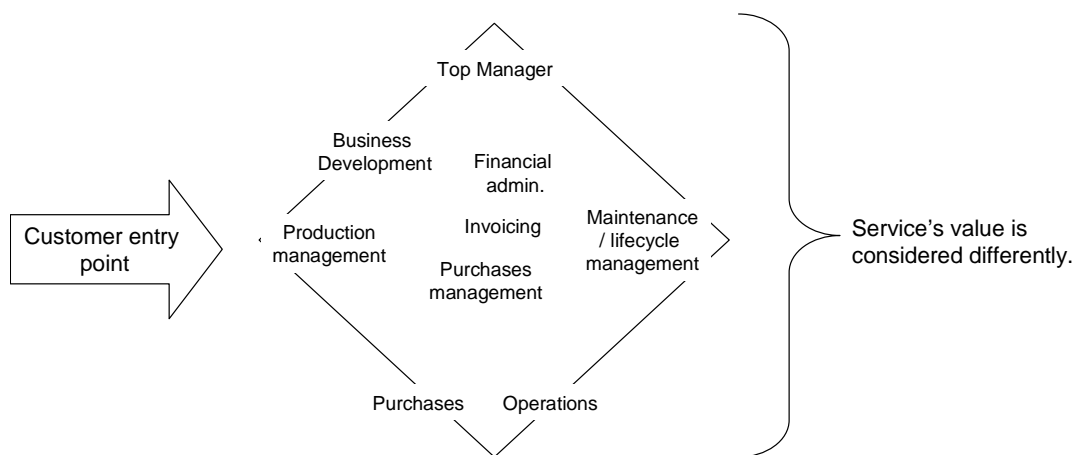 Top Manager
Business
Development
Financial
admin.
Customer entry
point
Production
management
Invoicing
Maintenance
/ lifecycle
management
Purchases
management
Service’s value is
considered differently.
Purchases
Operations